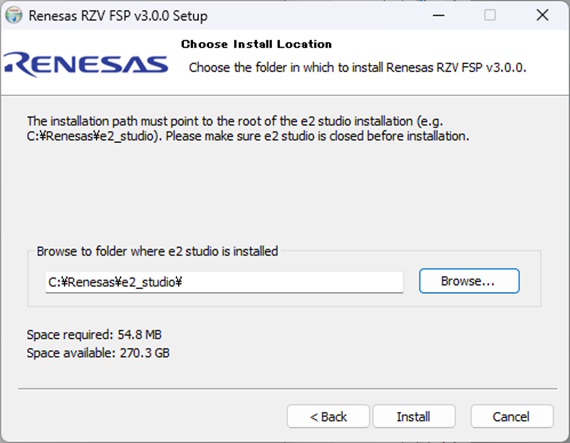 Renesas RZV FSP v3.0.0 Setup
Choose Install Location
RENESAS
Choose the folder in which to install Renesas RZV FSP v3.0.0.
The installation path must point to the root of the e2 studio installation (e.g.
C:¥Renesas¥e2_studio). Please make sure e2 studio is closed before installation.
Browse to folder where e2 studio is installed
C:¥Renesas¥e2_studio¥
Browse...
Space required: 54.8 MB
Space available: 270.3 GB
< Back
Install
Cancel